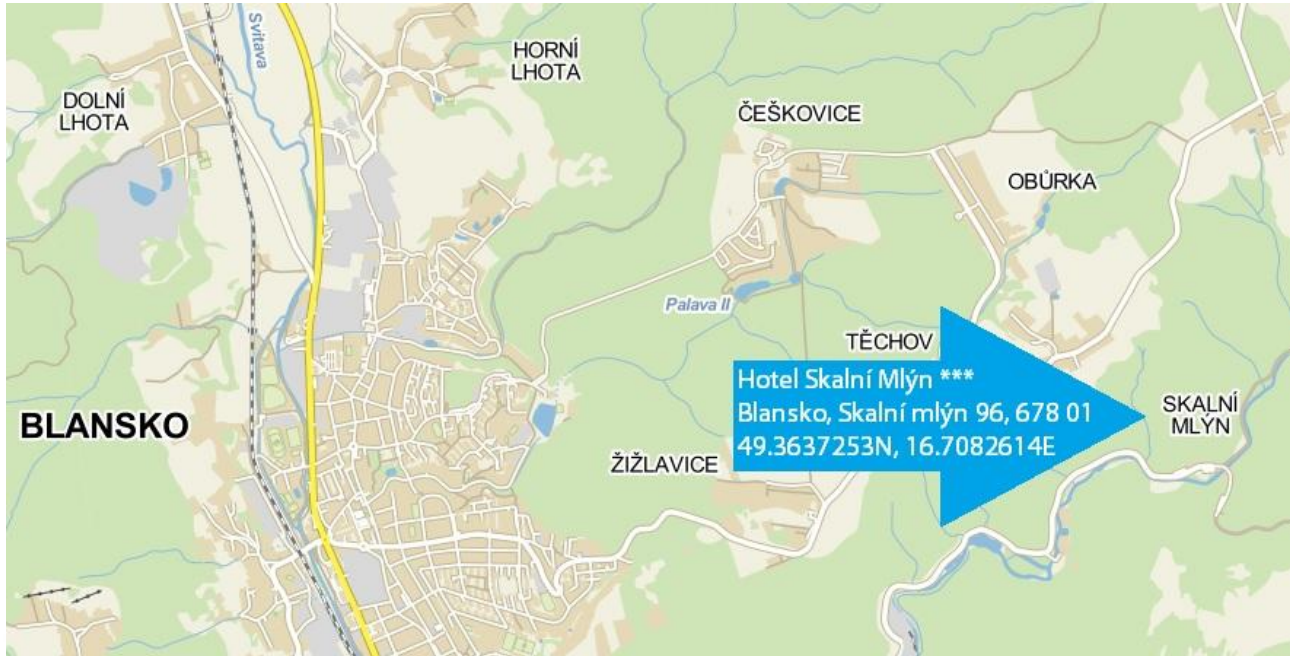 Svitava
HORNÍ
LHOTA
DOLNÍ
LHOTA
ČEŠKOVICE
OBŮRKA
Palava II
TĚCHOV
Hotel Skalní Mlýn ***
Blansko, Skalní mlýn 96, 678 01
49.3637253N, 16.7082614E
SKALNÍ
MLÝN
BLANSKO
ŽIŽLAVICE